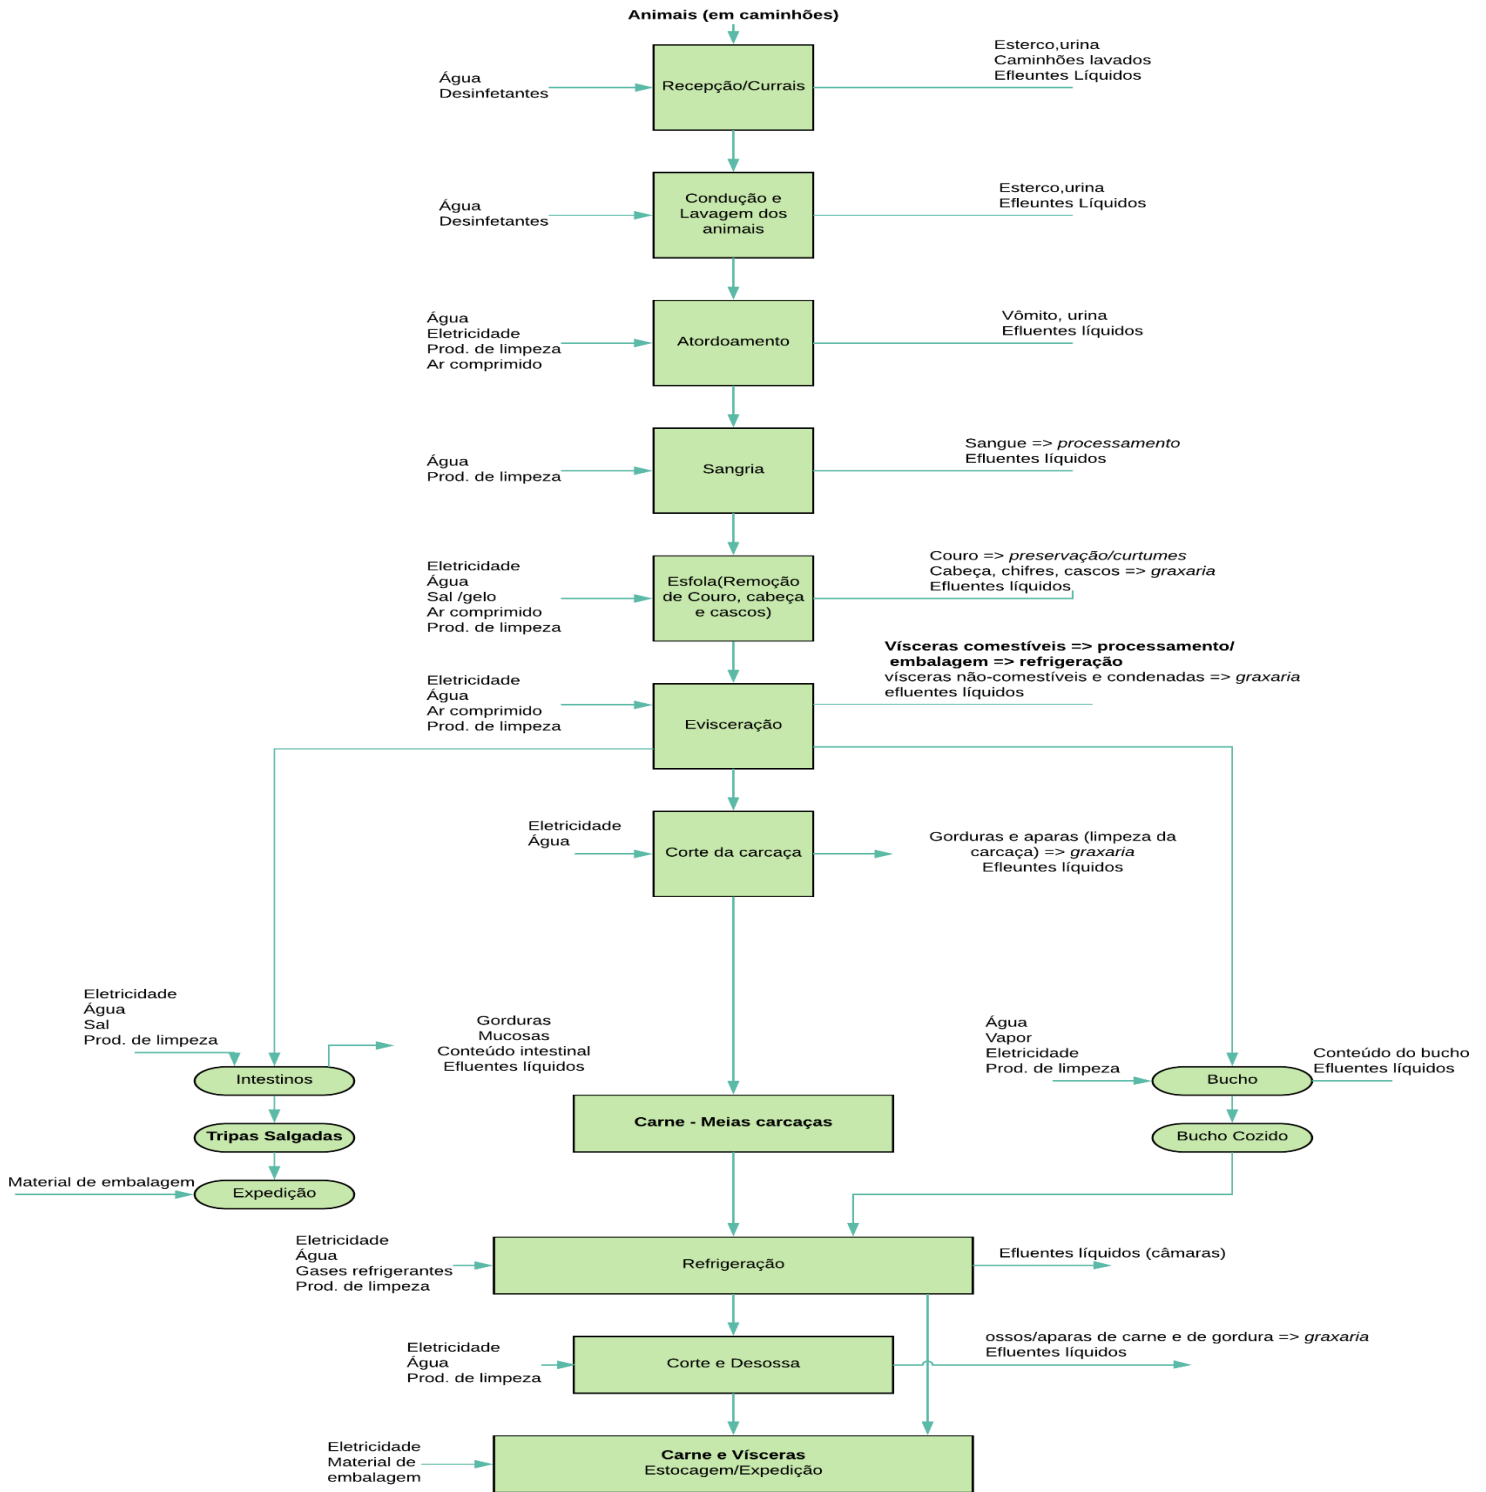 Animais (em caminhões)
Água
Desinfetantes
Recepção/Currais
Esterco,urina
Caminhões lavados
Efleuntes Líquidos
Água
Desinfetantes
Condução e
Lavagem dos
animais
Esterco,urina
Efleuntes Líquidos
Água
Eletricidade
Prod. de limpeza
Ar comprimido
Atordoamento
Vômito, urina
Efluentes líquidos
Água
Prod. de limpeza
Sangria
Sangue => processamento
Efluentes líquidos
Eletricidade
Água
Sal /gelo
Ar comprimido
Prod. de limpeza
Esfola(Remoção
de Couro, cabeça
e cascos)
Couro => preservação/curtumes
Cabeça, chifres, cascos => graxaria
Efluentes líquidos
Eletricidade
Água
Ar comprimido
Prod. de limpeza
Evisceração
Vísceras comestíveis => processamento/
embalagem => refrigeração
vísceras não-comestíveis e condenadas => graxaria
efluentes líquidos
Eletricidade
Água
Corte da carcaça
Gorduras e aparas (limpeza da
carcaça) => graxaria
Efleuntes líquidos
Eletricidade
Água
Sal
Prod. de limpeza
Intestinos
Gorduras
Mucosas
Conteúdo intestinal
Efluentes líquidos
Tripas Salgadas
Material de embalagem
Expedição
Carne - Meias carcaças
Água
Vapor
Eletricidade
Prod. de limpeza
Bucho
Conteúdo do bucho
Efluentes líquidos
Bucho Cozido
Eletricidade
Água
Gases refrigerantes
Prod. de limpeza
Refrigeração
Efluentes líquidos (câmaras)
Eletricidade
Água
Prod. de limpeza
Corte e Desossa
ossos/aparas de carne e de gordura => graxaria
Efluentes líquidos
Eletricidade
Material de
embalagem
Carne e Vísceras
Estocagem/Expedição